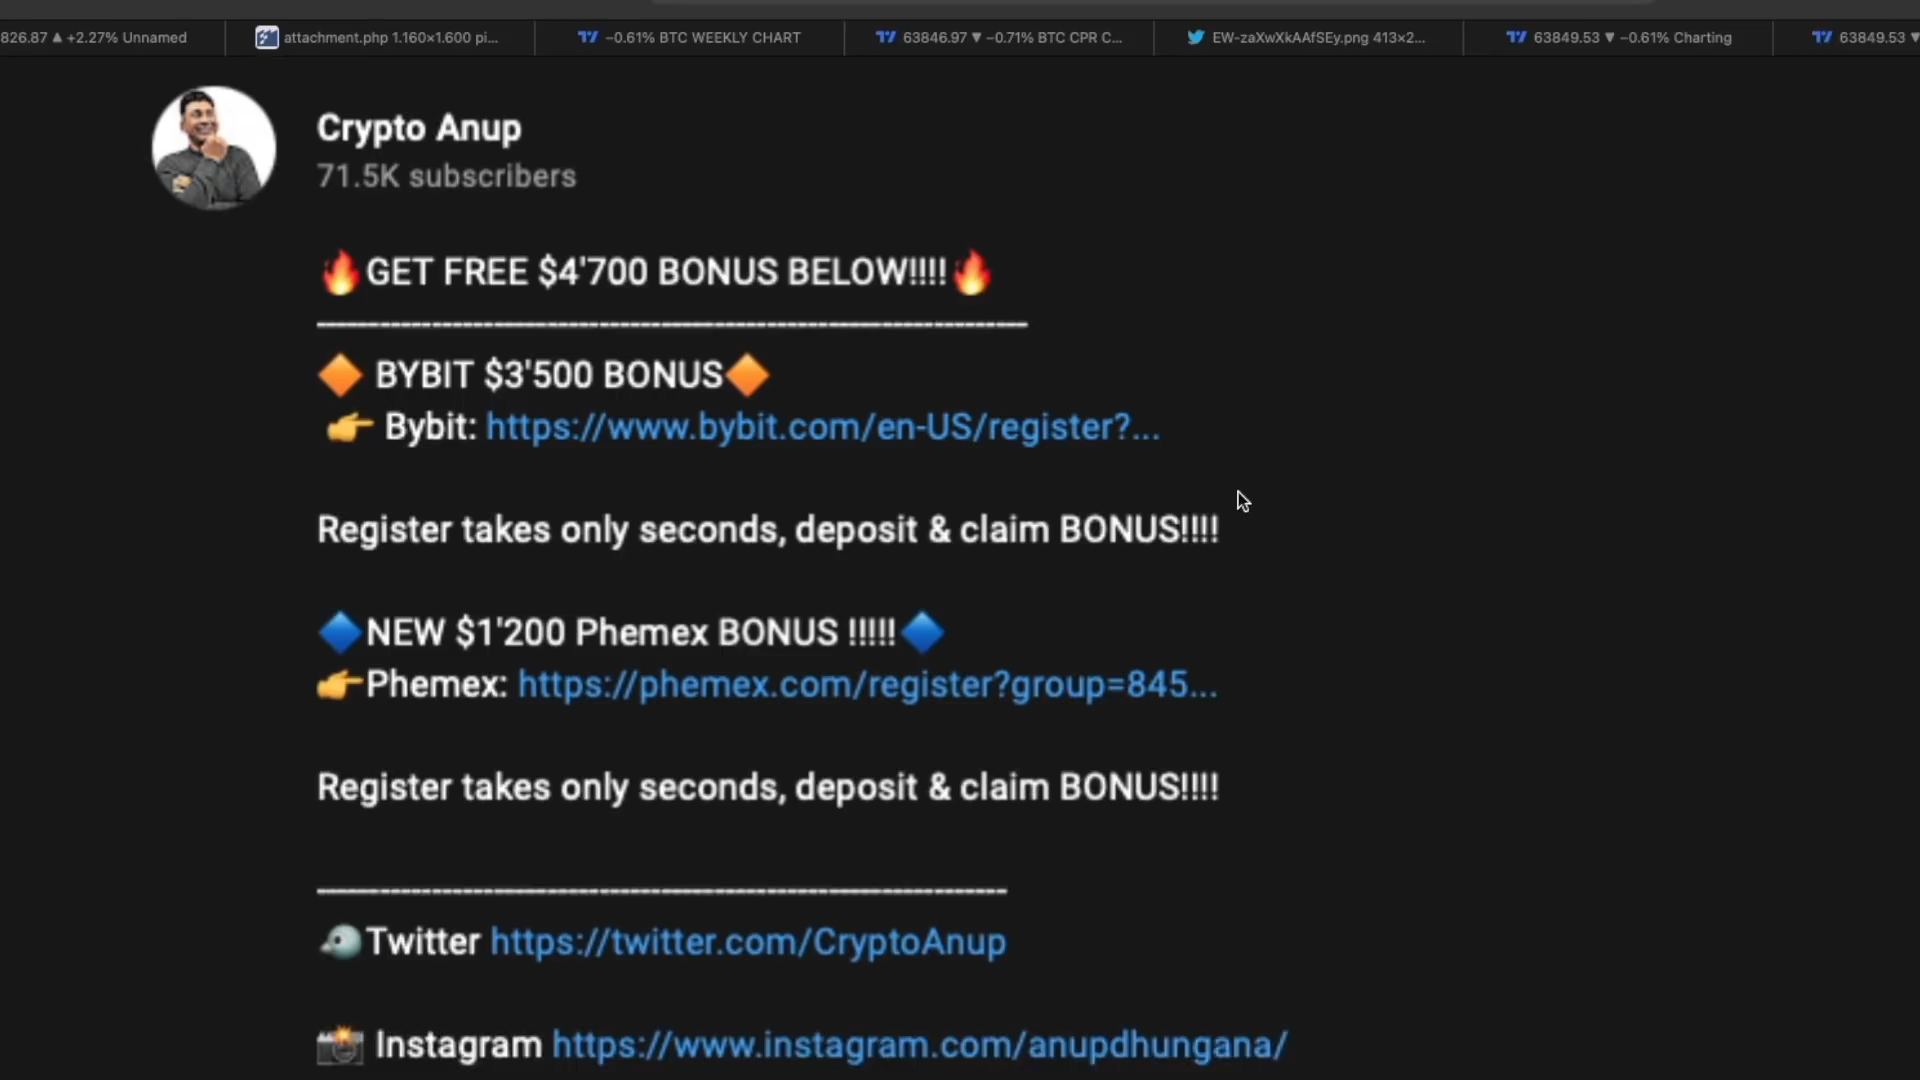 826.87 ▲ +2.27% Unnamed
attachment.php 1.160×1.600 pi...
−0.61% BTC WEEKLY CHART
63846.97 ▼ −0.71% BTC CPR C...
EW-zaXwXkAAfSEy.png 413×2...
63849.53 ▼ −0.61% Charting
63849.53 ▼
Crypto Anup
71.5K subscribers
🔥GET FREE $4'700 BONUS BELOW!!!!🔥
🔶 BYBIT $3'500 BONUS🔶
👉 Bybit: https://www.bybit.com/en-US/register?...
Register takes only seconds, deposit & claim BONUS!!!!
🔷NEW $1'200 Phemex BONUS !!!!!🔷
👉Phemex: https://phemex.com/register?group=845...
Register takes only seconds, deposit & claim BONUS!!!!
Twitter https://twitter.com/CryptoAnup
📸 Instagram https://www.instagram.com/anupdhungana/